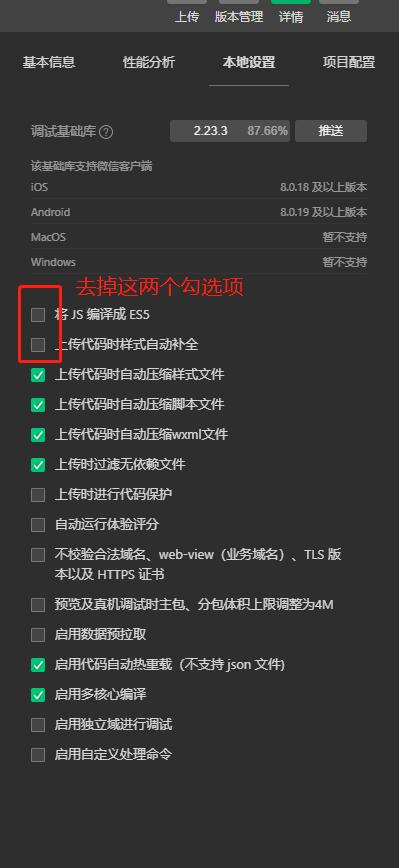 上传 版本管理 详情 消息
基本信息 性能分析 本地设置 项目配置
调试基础库 ? 2.23.3 87.66% 推送
该基础库支持微信客户端
iOS 8.0.18 及以上版本
Android 8.0.19 及以上版本
MacOS 暂不支持
Windows 暂不支持
去掉这两个勾选项
将 JS 编译成 ES5
上传代码时样式自动补全
上传代码时自动压缩样式文件
上传代码时自动压缩脚本文件
上传代码时自动压缩wxml文件
上传时过滤无依赖文件
上传时进行代码保护
自动运行体验评分
不校验合法域名、web-view（业务域名）、TLS 版
本以及 HTTPS 证书
预览及真机调试时主包、分包体积上限调整为4M
启用数据预拉取
启用代码自动热重载（不支持 json 文件)
启用多核心编译
启用独立域进行调试
启用自定义处理命令